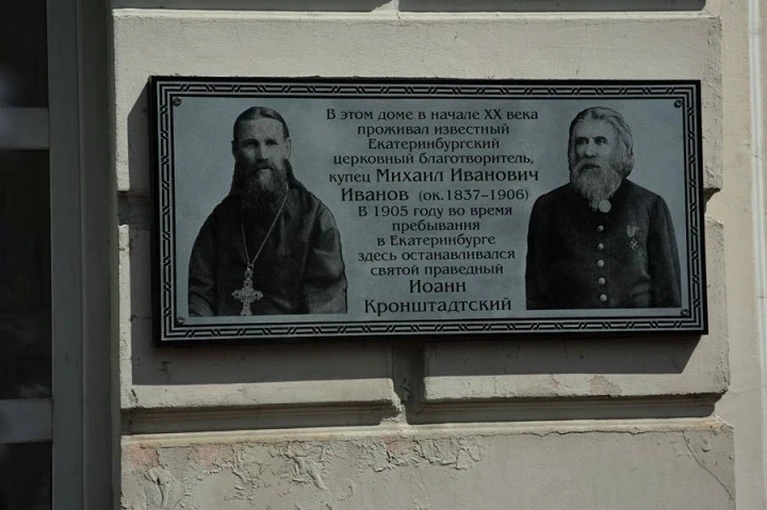 В этом доме в начале XX века
проживал известный
Екатеринбургский
церковный благотворитель,
купец Михаил Иванович
Иванов (ок.1837–1906)
В 1905 году во время
пребывания
в Екатеринбурге
здесь останавливался
святой праведный
Иоанн
Кронштадтский